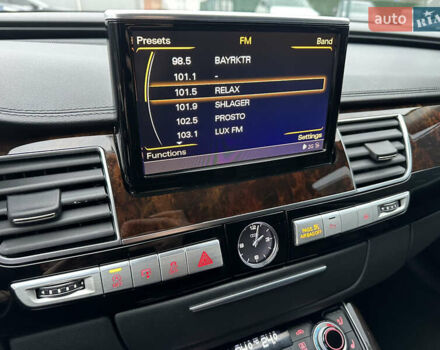 AUTO RIA
Presets FM Band
98.5 BAYRKTR
101.1 -
101.5 RELAX
101.9 SHLAGER
102.5 PROSTO
103.1 LUX FM
Settings
Functions